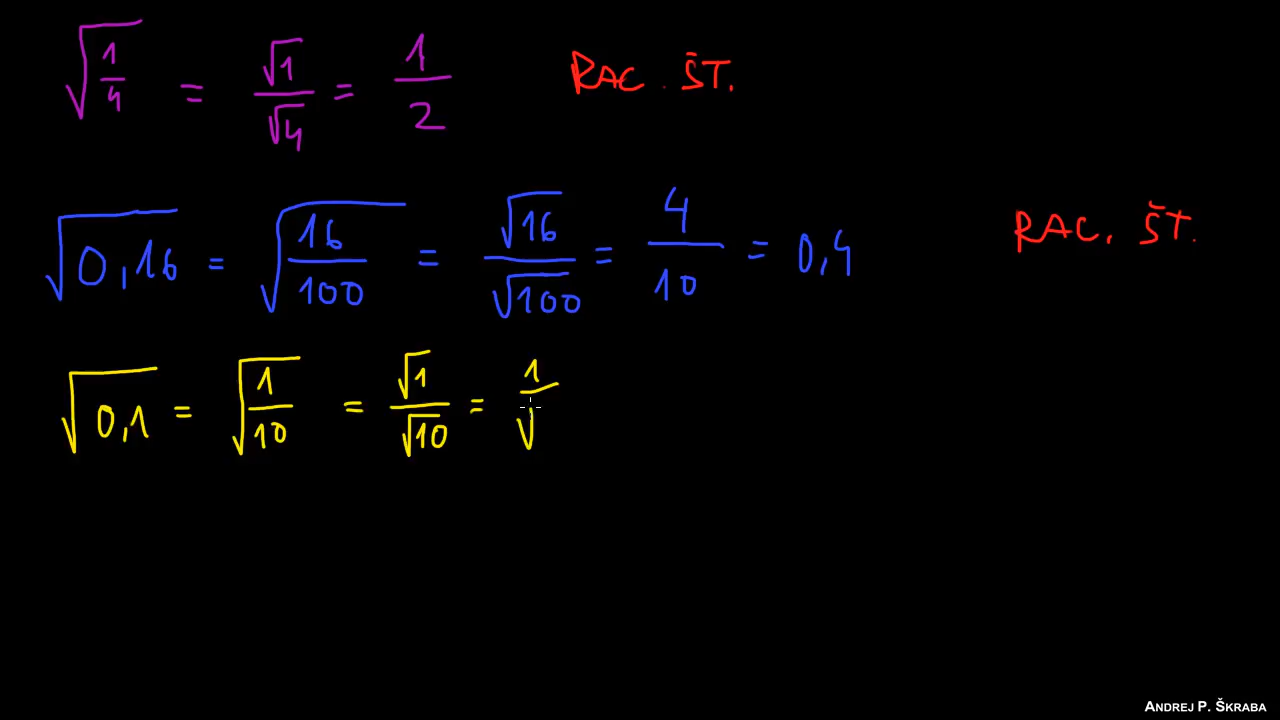 √(1/4) = √1/√4 = 1/2 RAC. ŠT.
√(0,16) = √(16/100) = √16/√100 = 4/10 = 0,4 RAC. ŠT.
√(0,1) = √(1/10) = √1/√10 = 1/√
ANDREJ P. ŠKRABA